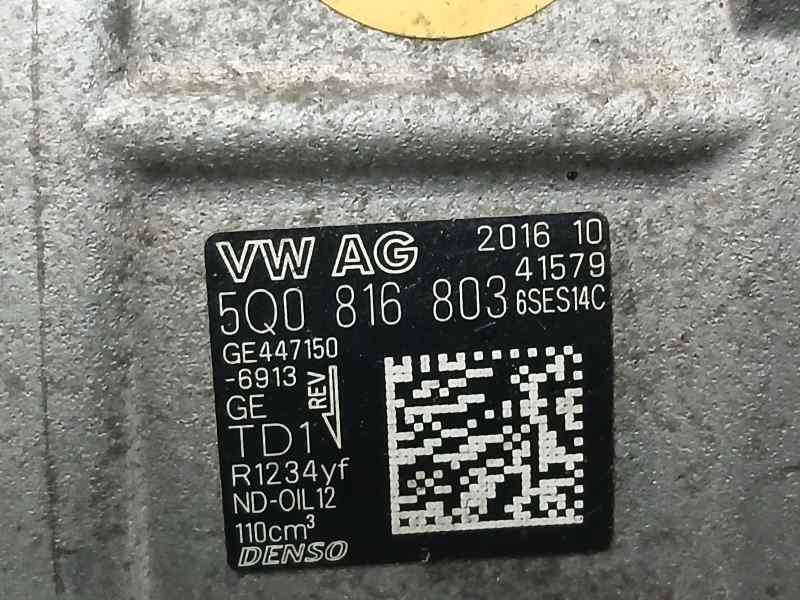 VW AG 2016 10
41579
5Q0 816 803 6SES14C
GE447150
-6913
GE
REV
TD1
R1234yf
ND-OIL12
110cm³
DENSO